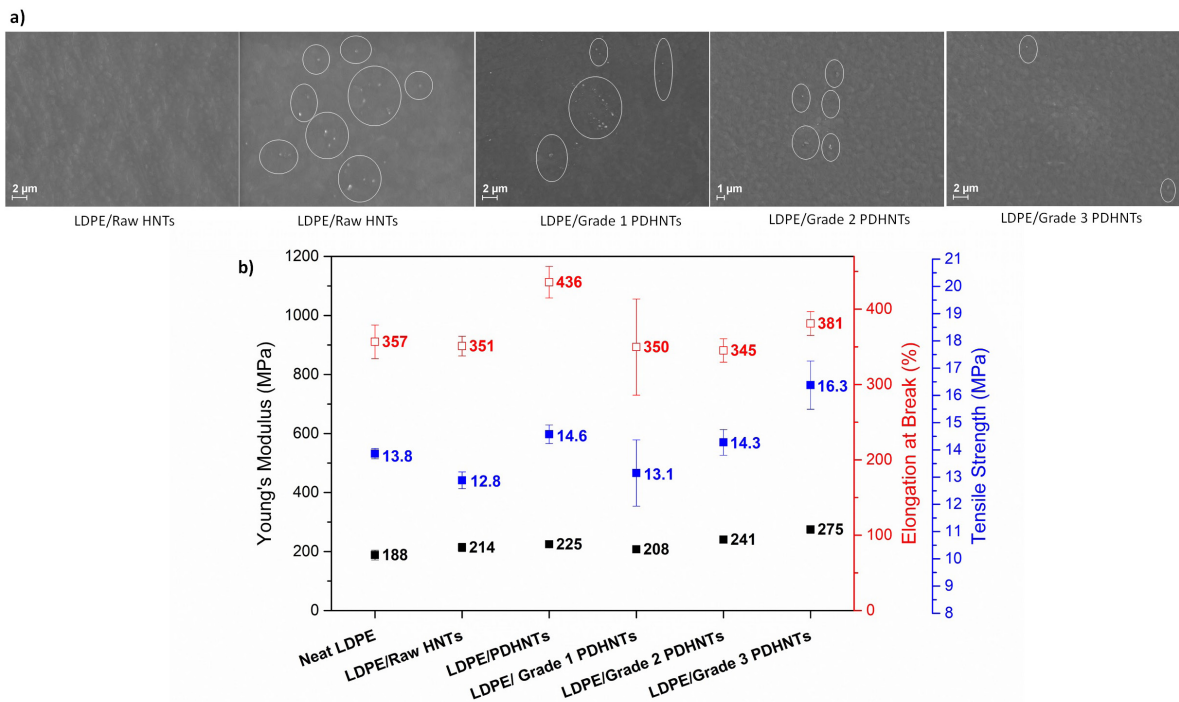 a)
2 µm
2 µm
2 µm
1 µm
2 µm
LDPE/Raw HNTs
LDPE/Raw HNTs
LDPE/Grade 1 PDHNTs
LDPE/Grade 2 PDHNTs
LDPE/Grade 3 PDHNTs
b)
Young's Modulus (MPa)
1200
1000
800
600
400
200
0
357
351
436
350
345
381
13.8
12.8
14.6
13.1
14.3
16.3
188
214
225
208
241
275
400
300
200
100
0
Elongation at Break (%)
21
20
19
18
17
16
15
14
13
12
11
10
9
8
Tensile Strength (MPa)
Neat LDPE
LDPE/Raw HNTs
LDPE/PDHNTs
LDPE/ Grade 1 PDHNTs
LDPE/Grade 2 PDHNTs
LDPE/Grade 3 PDHNTs